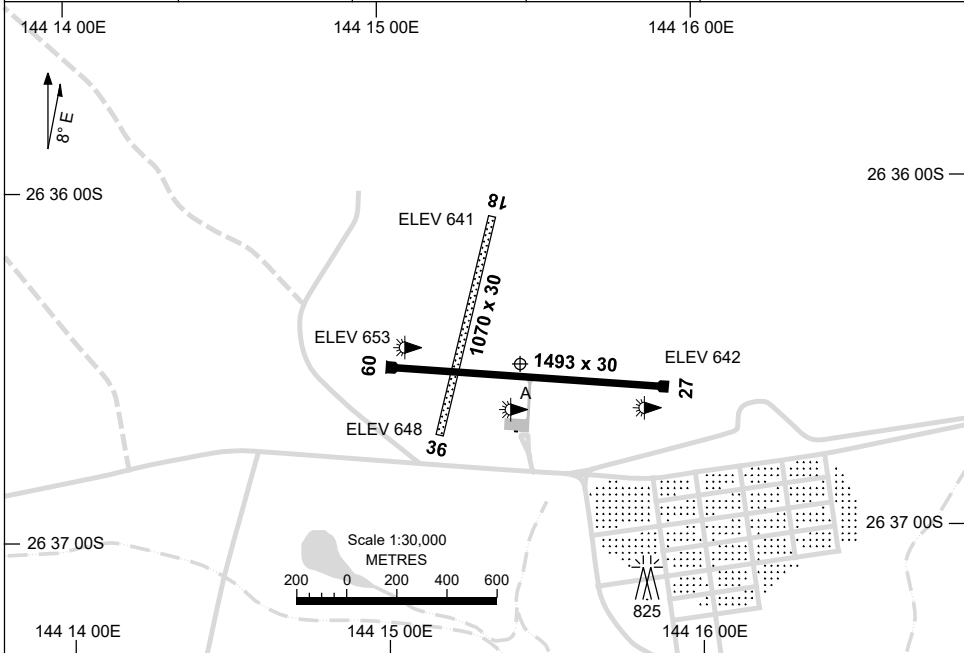 144 14 00E
144 15 00E
144 16 00E
8° E
26 36 00S
26 36 00S
18
ELEV 641
1070 x 30
ELEV 653
09
1493 x 30
ELEV 642
27
A
ELEV 648
36
26 37 00S
26 37 00S
Scale 1:30,000
METRES
200 0 200 400 600
825
144 14 00E
144 15 00E
144 16 00E